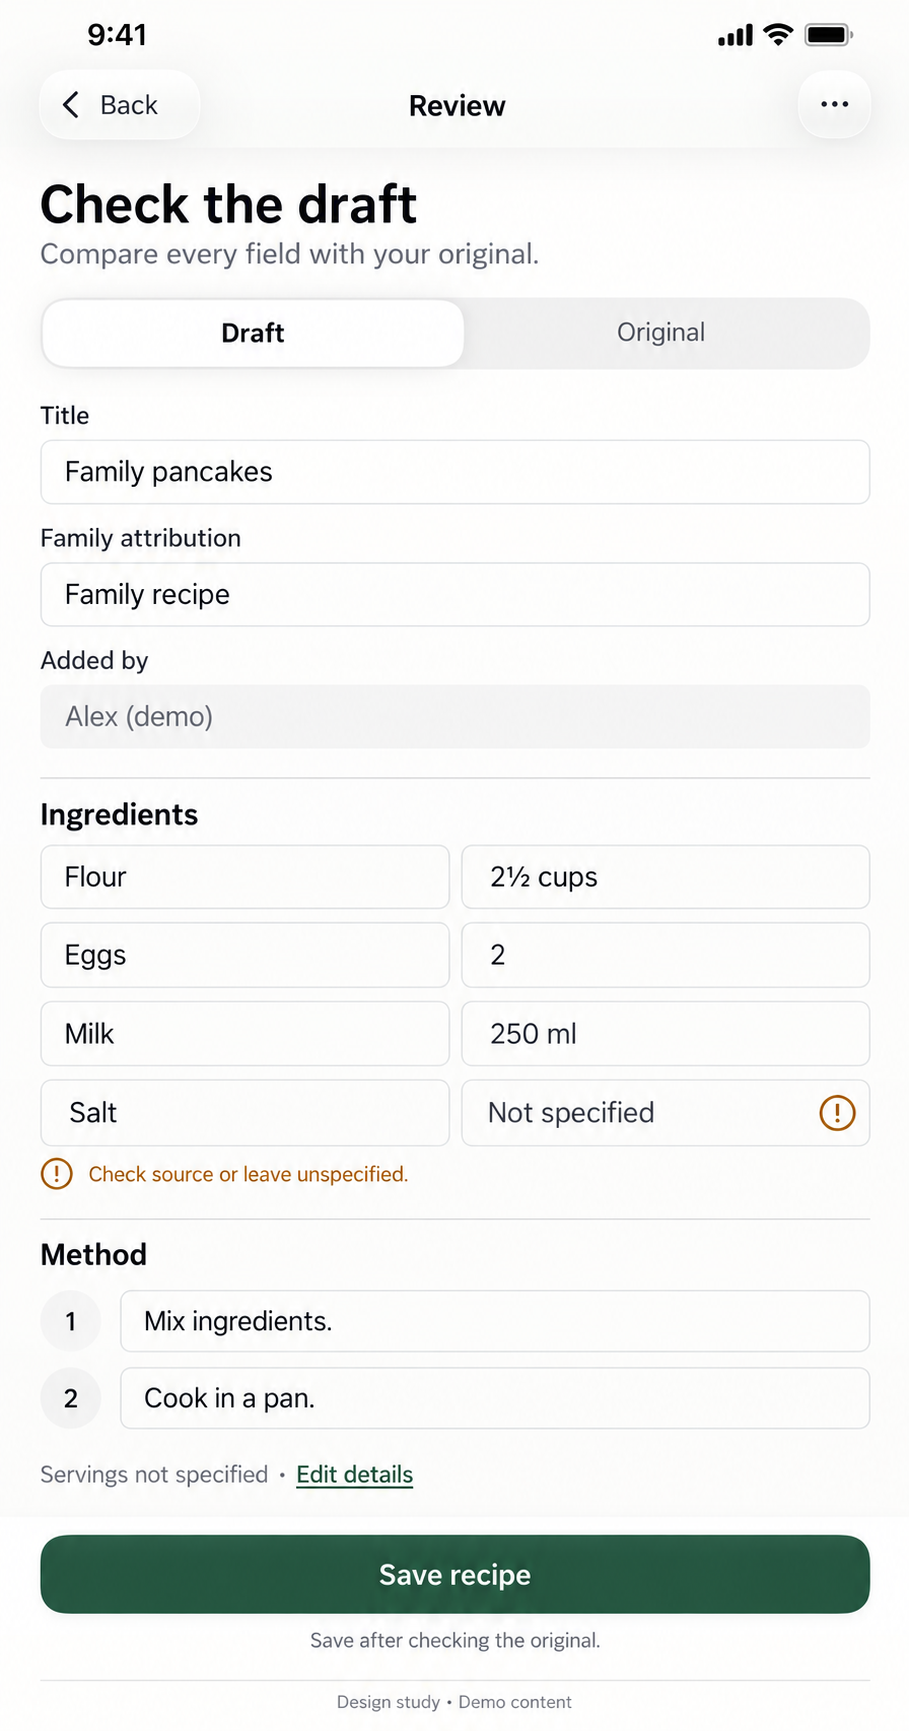 9:41
Back
Review
Check the draft
Compare every field with your original.
Draft
Original
Title
Family pancakes
Family attribution
Family recipe
Added by
Alex (demo)
Ingredients
Flour
2½ cups
Eggs
2
Milk
250 ml
Salt
Not specified
Check source or leave unspecified.
Method
1
Mix ingredients.
2
Cook in a pan.
Servings not specified • Edit details
Save recipe
Save after checking the original.
Design study • Demo content